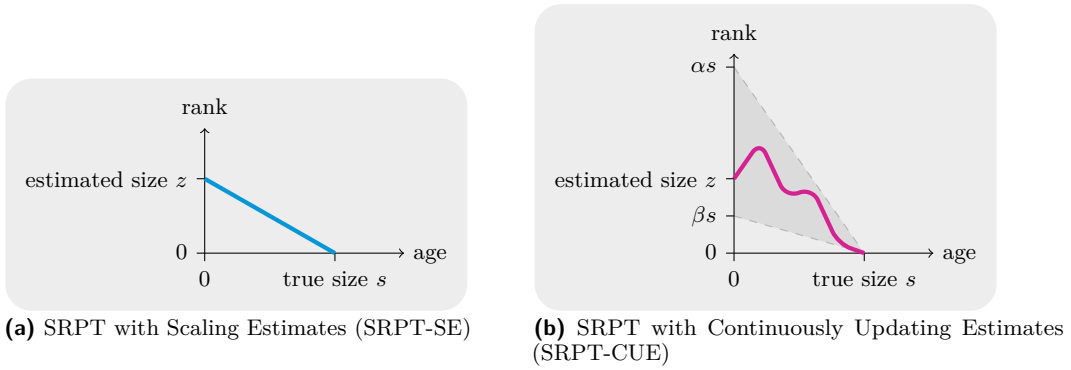 rank
estimated size z
0
age
0
true size s
(a) SRPT with Scaling Estimates (SRPT-SE)
rank
αs
estimated size z
βs
0
age
0
true size s
(b) SRPT with Continuously Updating Estimates
(SRPT-CUE)